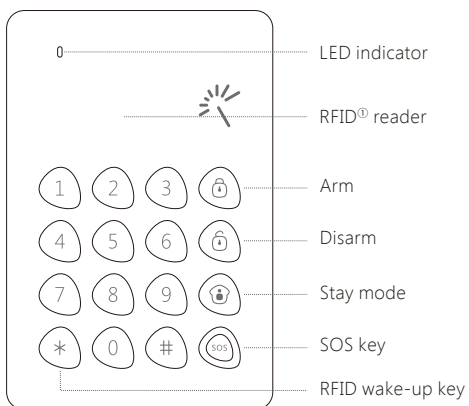 0
LED indicator
RFID① reader
1 2 3
Arm
4 5 6
Disarm
7 8 9
Stay mode
* 0 # SOS
SOS key
RFID wake-up key